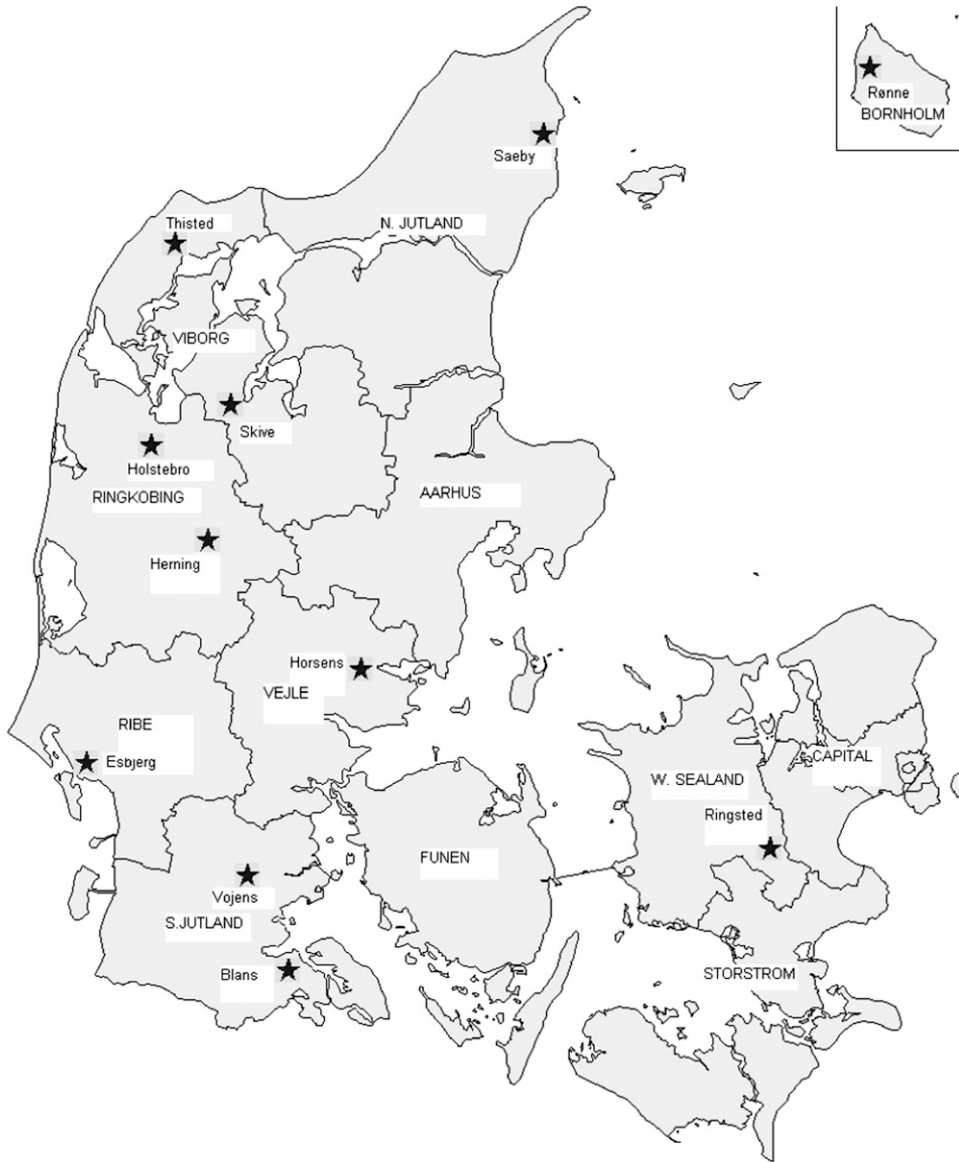 Rønne
BORNHOLM
Saeby
Thisted
N. JUTLAND
VIBORG
Skive
Holstebro
RINGKOBING
AARHUS
Herning
Horsens
VEJLE
RIBE
Esbjerg
CAPITAL
W. SEALAND
Ringsted
FUNEN
Vojens
S.JUTLAND
Blans
STORSTROM